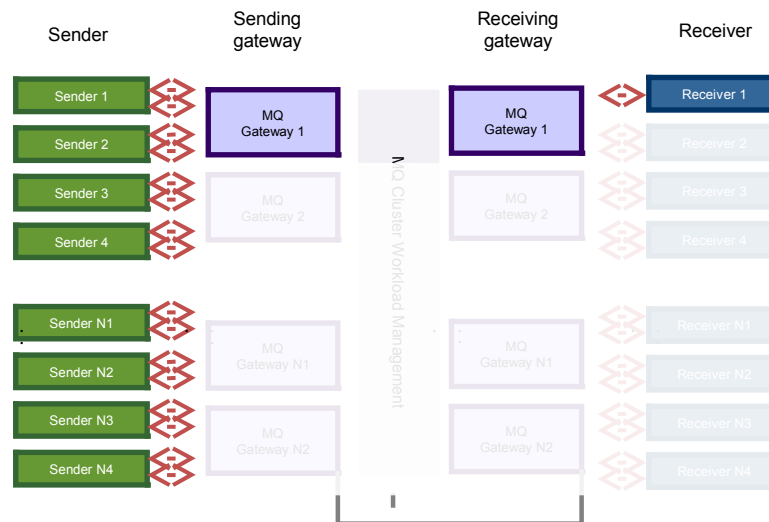 Sender
Sending
gateway
Receiving
gateway
Receiver
Sender 1
Sender 2
Sender 3
Sender 4
Sender N1
Sender N2
Sender N3
Sender N4
MQ
Gateway 1
MQ
Gateway 2
MQ
Gateway N1
MQ
Gateway N2
MQ Cluster Workload Management
MQ
Gateway 1
MQ
Gateway 2
MQ
Gateway N1
MQ
Gateway N2
Receiver 1
Receiver 2
Receiver 3
Receiver 4
Receiver N1
Receiver N2
Receiver N3
Receiver N4